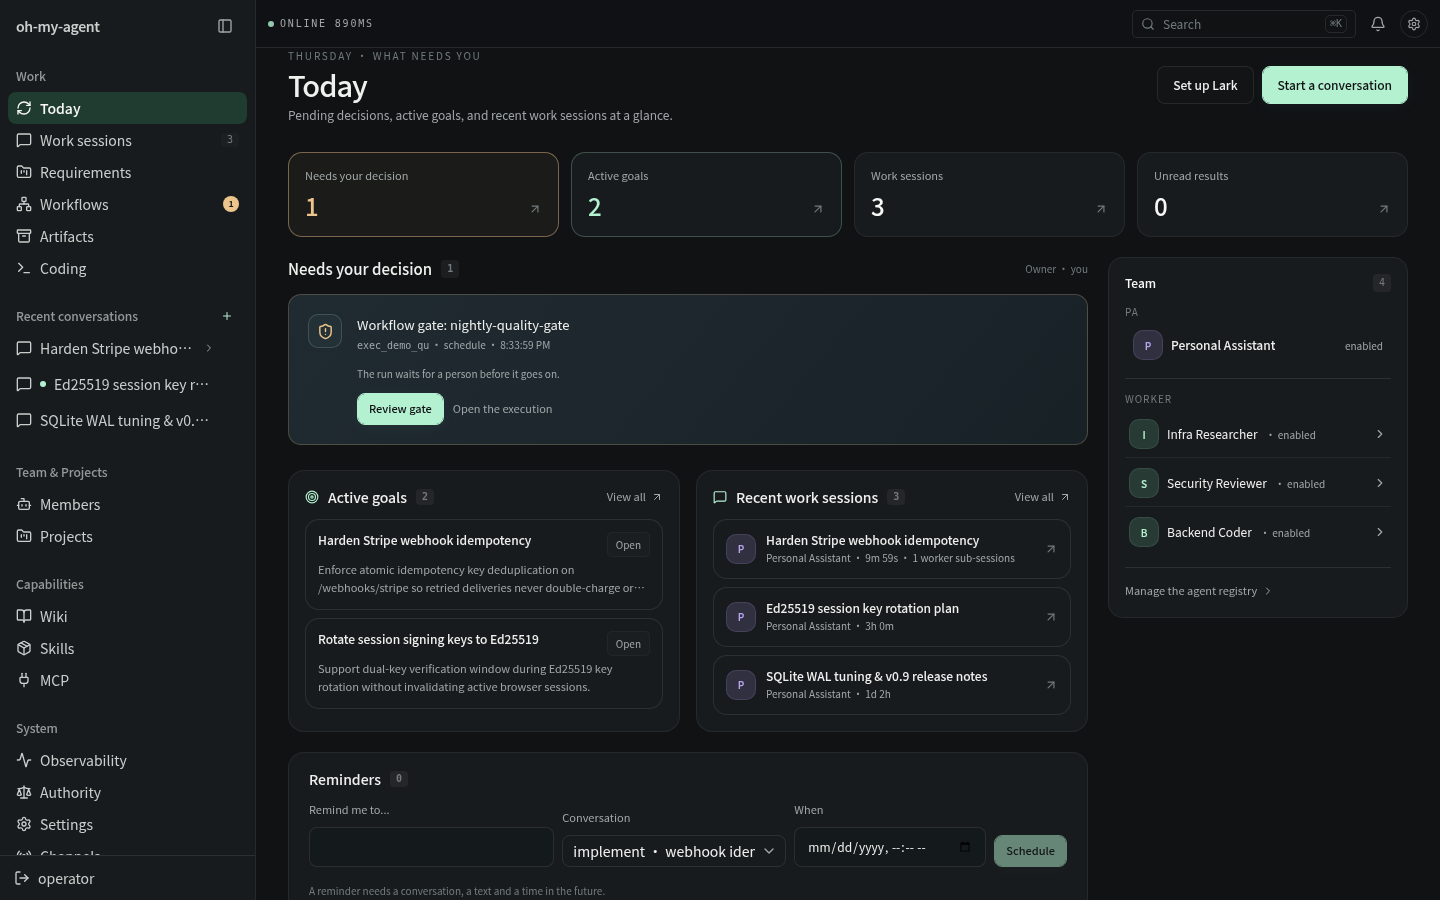 oh-my-agent
Work
Today
Work sessions 3
Requirements
Workflows 1
Artifacts
Coding
Recent conversations +
Harden Stripe webho···
Ed25519 session key r···
SQLite WAL tuning & v0.···
Team & Projects
Members
Projects
Capabilities
Wiki
Skills
MCP
System
Observability
Authority
Settings
Channels
operator
ONLINE 890MS
Search ⌘K
THURSDAY • WHAT NEEDS YOU
Today
Pending decisions, active goals, and recent work sessions at a glance.
Set up Lark
Start a conversation
Needs your decision
1
Active goals
2
Work sessions
3
Unread results
0
Needs your decision 1
Owner • you
Workflow gate: nightly-quality-gate
exec_demo_qu • schedule • 8:33:59 PM
The run waits for a person before it goes on.
Review gate
Open the execution
Active goals 2
View all
Harden Stripe webhook idempotency
Open
Enforce atomic idempotency key deduplication on
/webhooks/stripe so retried deliveries never double-charge or···
Rotate session signing keys to Ed25519
Open
Support dual-key verification window during Ed25519 key
rotation without invalidating active browser sessions.
Recent work sessions 3
View all
P
Harden Stripe webhook idempotency
Personal Assistant • 9m 59s • 1 worker sub-sessions
P
Ed25519 session key rotation plan
Personal Assistant • 3h 0m
P
SQLite WAL tuning & v0.9 release notes
Personal Assistant • 1d 2h
Reminders 0
Remind me to...
Conversation
implement • webhook ider
When
mm/dd/yyyy, --:-- --
Schedule
A reminder needs a conversation, a text and a time in the future.
Team 4
PA
P Personal Assistant enabled
WORKER
I Infra Researcher • enabled
S Security Reviewer • enabled
B Backend Coder • enabled
Manage the agent registry